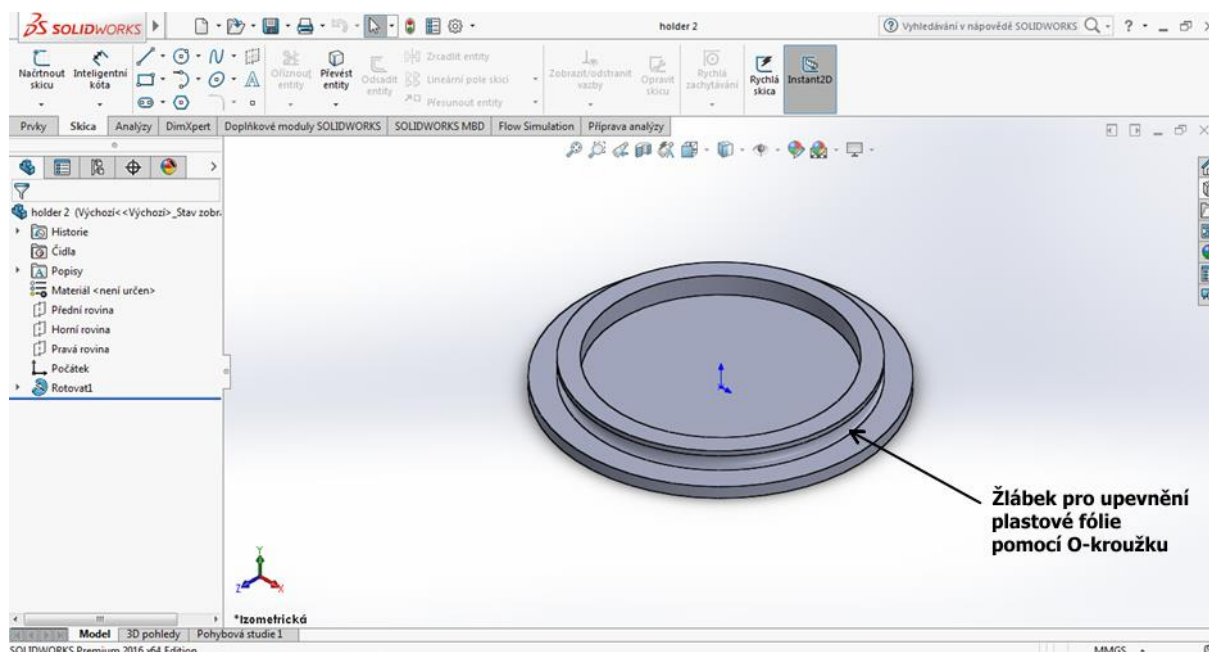 SOLIDWORKS
holder 2
Vyhledávání v nápovědě SOLIDWORKS
Načrtnout skicu
Inteligentní kóta
Oříznout entity
Převést entity
Odsadit entity
Zrcadlit entity
Lineární pole skici
Přesunout entity
Zobrazit/odstranit vazby
Opravit skicu
Rychlá zachytávání
Rychlá skica
Instant2D
Prvky Skica Analýzy DimXpert Doplňkové moduly SOLIDWORKS SOLIDWORKS MBD Flow Simulation Příprava analýzy
holder 2 (Výchozí<<Výchozí>_Stav zobr
Historie
Čidla
Popisy
Materiál <není určen>
Přední rovina
Horní rovina
Pravá rovina
Počátek
Rotovat1
Žlábek pro upevnění
plastové fólie
pomocí O-kroužku
Y
Z X
*Izometrická
Model 3D pohledy Pohybová studie 1
SOLIDWORKS Premium 2016 x64 Edition
MMGS